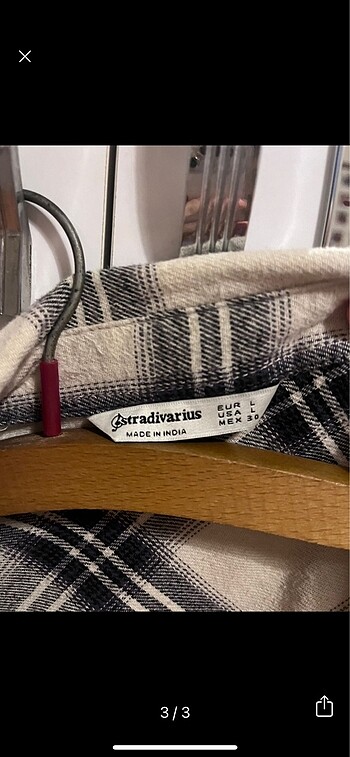 stradivarius
MADE IN INDIA
EUR L
USA L
MEX 30
3/3